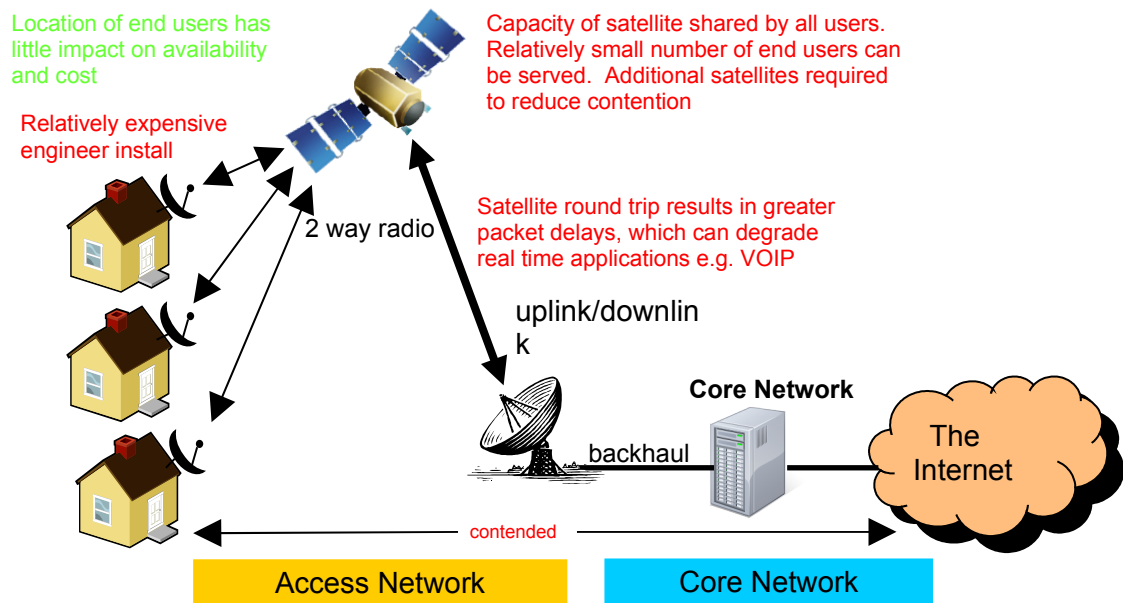 Location of end users has
little impact on availability
and cost
Capacity of satellite shared by all users.
Relatively small number of end users can
be served.  Additional satellites required
to reduce contention
Relatively expensive
engineer install
2 way radio
Satellite round trip results in greater
packet delays, which can degrade
real time applications e.g. VOIP
uplink/downlin
k
Core Network
backhaul
The
Internet
contended
Access Network
Core Network